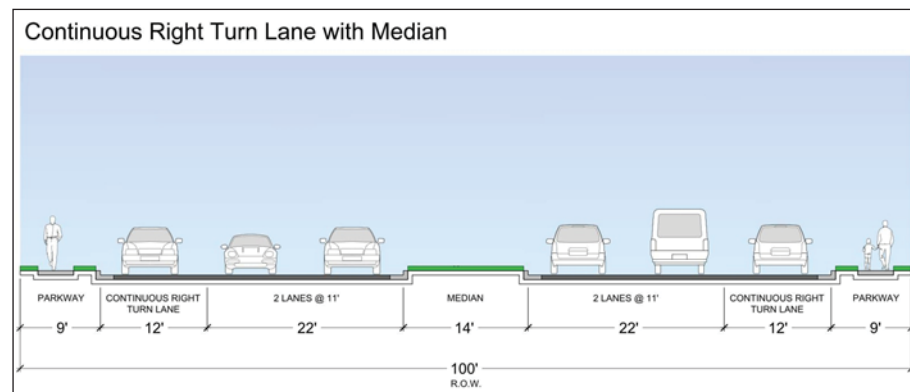 Continuous Right Turn Lane with Median
PARKWAY
CONTINUOUS RIGHT
TURN LANE
2 LANES @ 11'
MEDIAN
2 LANES @ 11'
CONTINUOUS RIGHT
TURN LANE
PARKWAY
9'
12'
22'
14'
22'
12'
9'
100'
R.O.W.